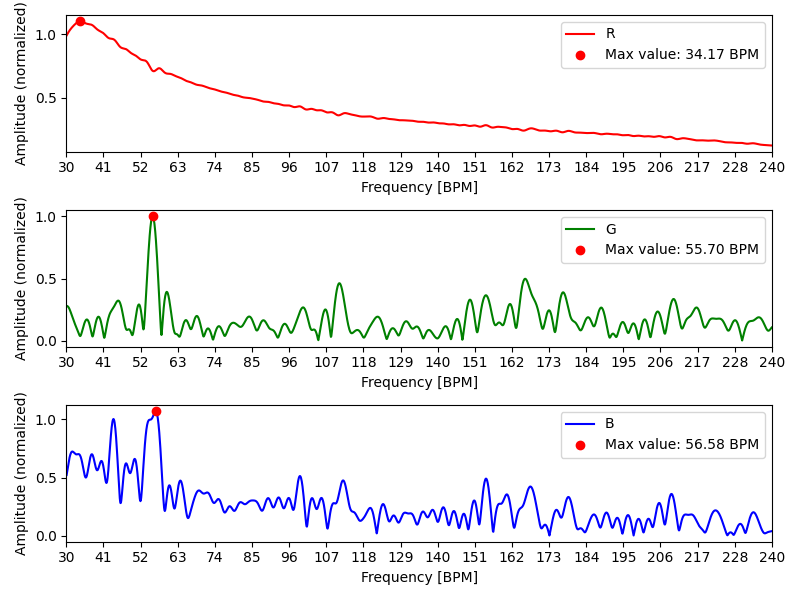 Amplitude (normalized)
1.0
0.5
R
Max value: 34.17 BPM
30 41 52 63 74 85 96 107 118 129 140 151 162 173 184 195 206 217 228 240
Frequency [BPM]
Amplitude (normalized)
1.0
0.5
0.0
G
Max value: 55.70 BPM
30 41 52 63 74 85 96 107 118 129 140 151 162 173 184 195 206 217 228 240
Frequency [BPM]
Amplitude (normalized)
1.0
0.5
0.0
B
Max value: 56.58 BPM
30 41 52 63 74 85 96 107 118 129 140 151 162 173 184 195 206 217 228 240
Frequency [BPM]